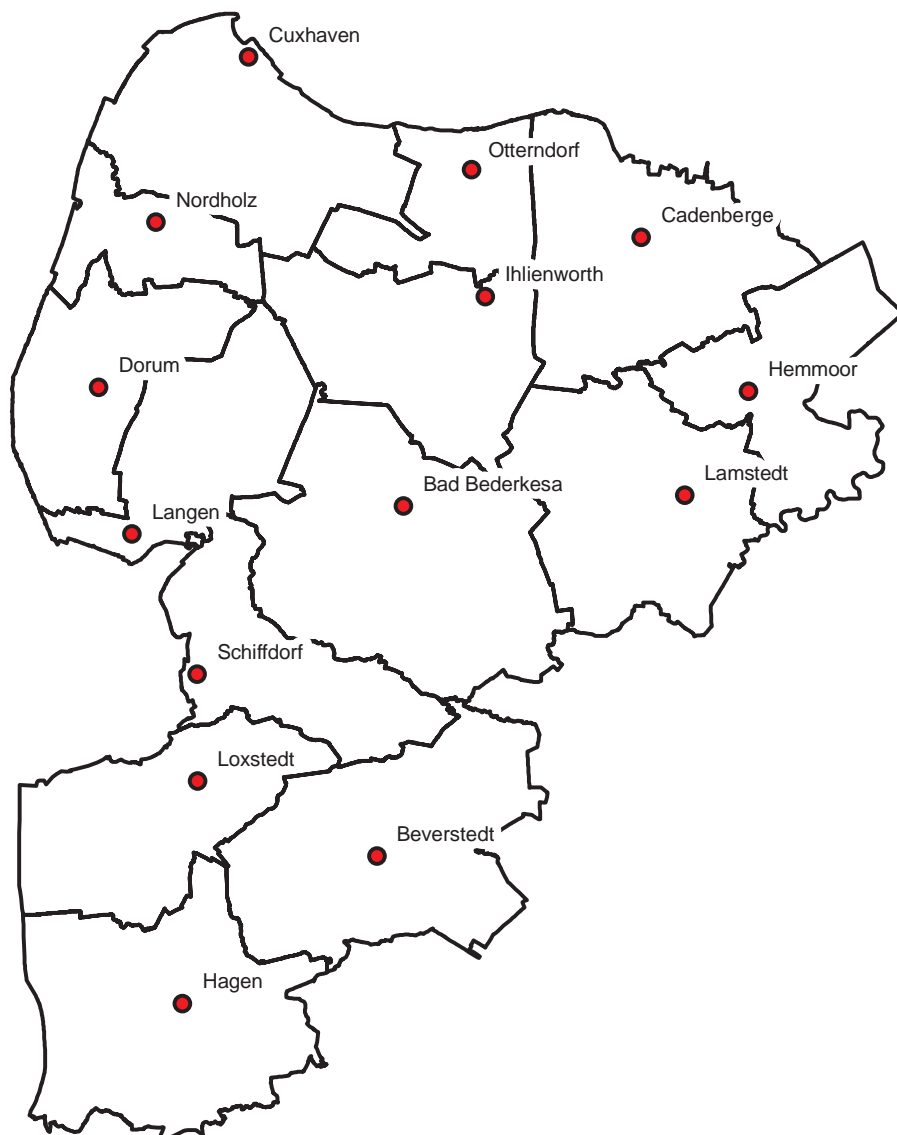 Cuxhaven
Otterndorf
Nordholz
Cadenberge
Ihlienworth
Dorum
Hemmoor
Bad Bederkesa
Lamstedt
Langen
Schiffdorf
Loxstedt
Beverstedt
Hagen